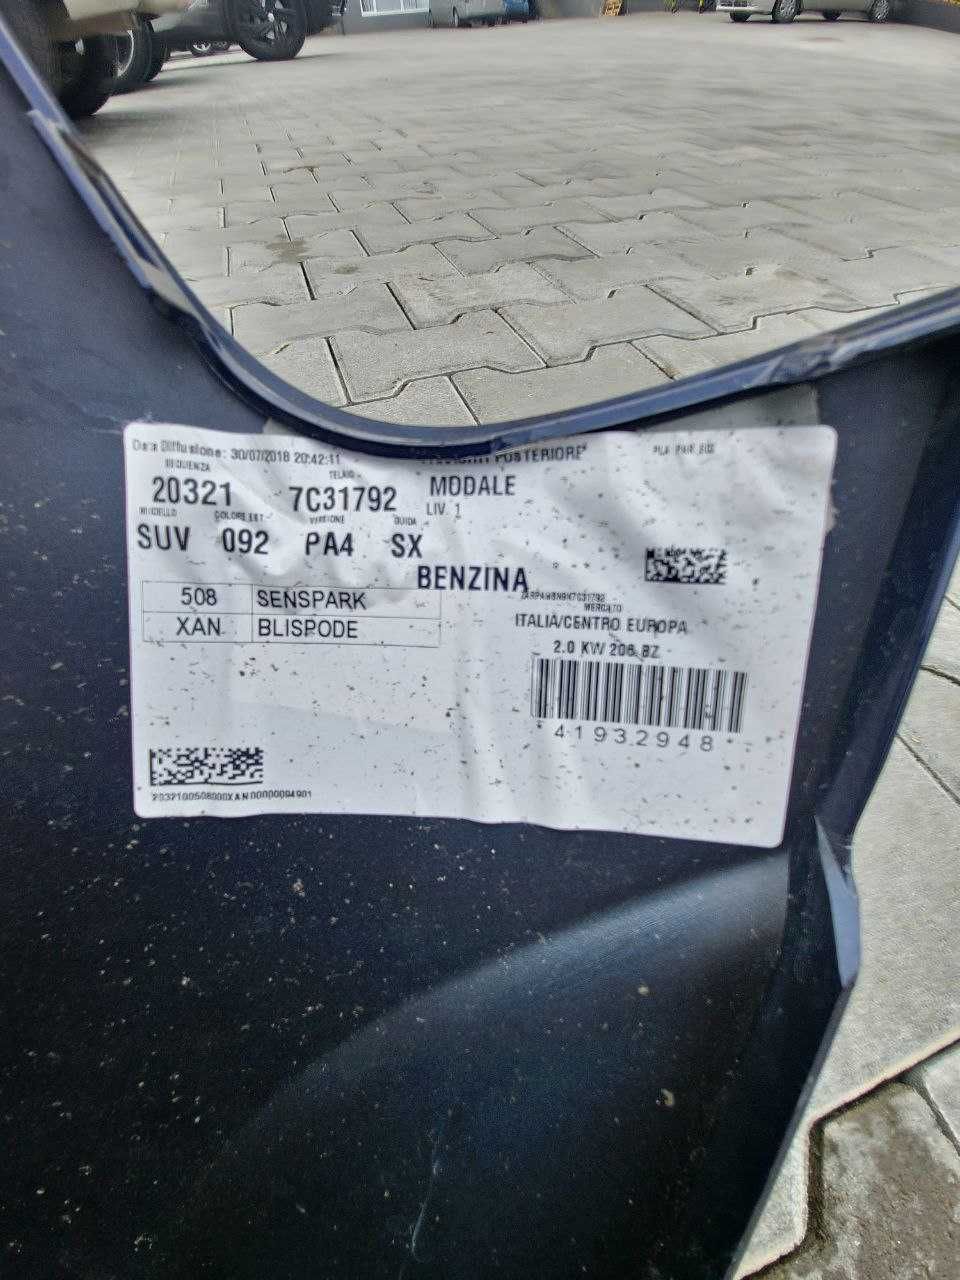 Data Diffusione: 30/07/2018 20:42:11
POSTERIORE
SEQUENZA TELAIO
20321 7C31792 MODALE
LIV. 1
MODELLO COLORE EST VERSIONE GUIDA
SUV 092 PA4 SX
BENZINA
508 SENSPARK
XAN BLISPODE
MERCATO
ITALIA/CENTRO EUROPA
2.0 KW 206 BZ
*41932948*